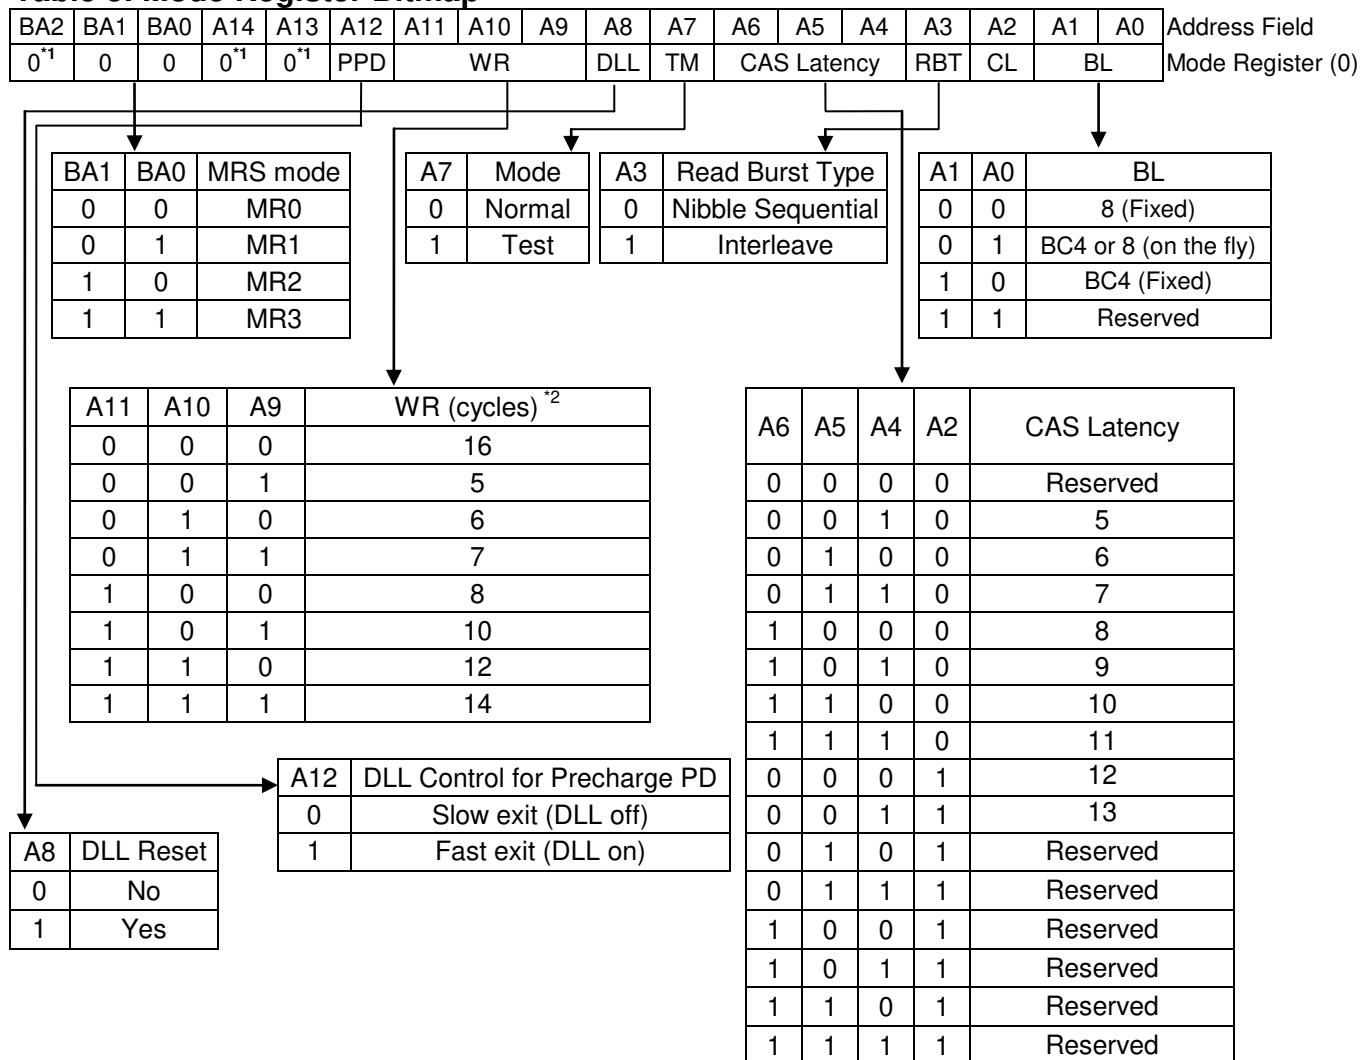 Table 5. Mode Register Bitmap
BA2 BA1 BA0 A14 A13 A12 A11 A10 A9 A8 A7 A6 A5 A4 A3 A2 A1 A0 Address Field
0*1 0 0 0*1 0*1 PPD WR DLL TM CAS Latency RBT CL BL Mode Register (0)
BA1 BA0 MRS mode
0 0 MR0
0 1 MR1
1 0 MR2
1 1 MR3
A7 Mode
0 Normal
1 Test
A3 Read Burst Type
0 Nibble Sequential
1 Interleave
A1 A0 BL
0 0 8 (Fixed)
0 1 BC4 or 8 (on the fly)
1 0 BC4 (Fixed)
1 1 Reserved
A11 A10 A9 WR (cycles) *2
0 0 0 16
0 0 1 5
0 1 0 6
0 1 1 7
1 0 0 8
1 0 1 10
1 1 0 12
1 1 1 14
A6 A5 A4 A2 CAS Latency
0 0 0 0 Reserved
0 0 1 0 5
0 1 0 0 6
0 1 1 0 7
1 0 0 0 8
1 0 1 0 9
1 1 0 0 10
1 1 1 0 11
0 0 0 1 12
0 0 1 1 13
0 1 0 1 Reserved
0 1 1 1 Reserved
1 0 0 1 Reserved
1 0 1 1 Reserved
1 1 0 1 Reserved
1 1 1 1 Reserved
A12 DLL Control for Precharge PD
0 Slow exit (DLL off)
1 Fast exit (DLL on)
A8 DLL Reset
0 No
1 Yes